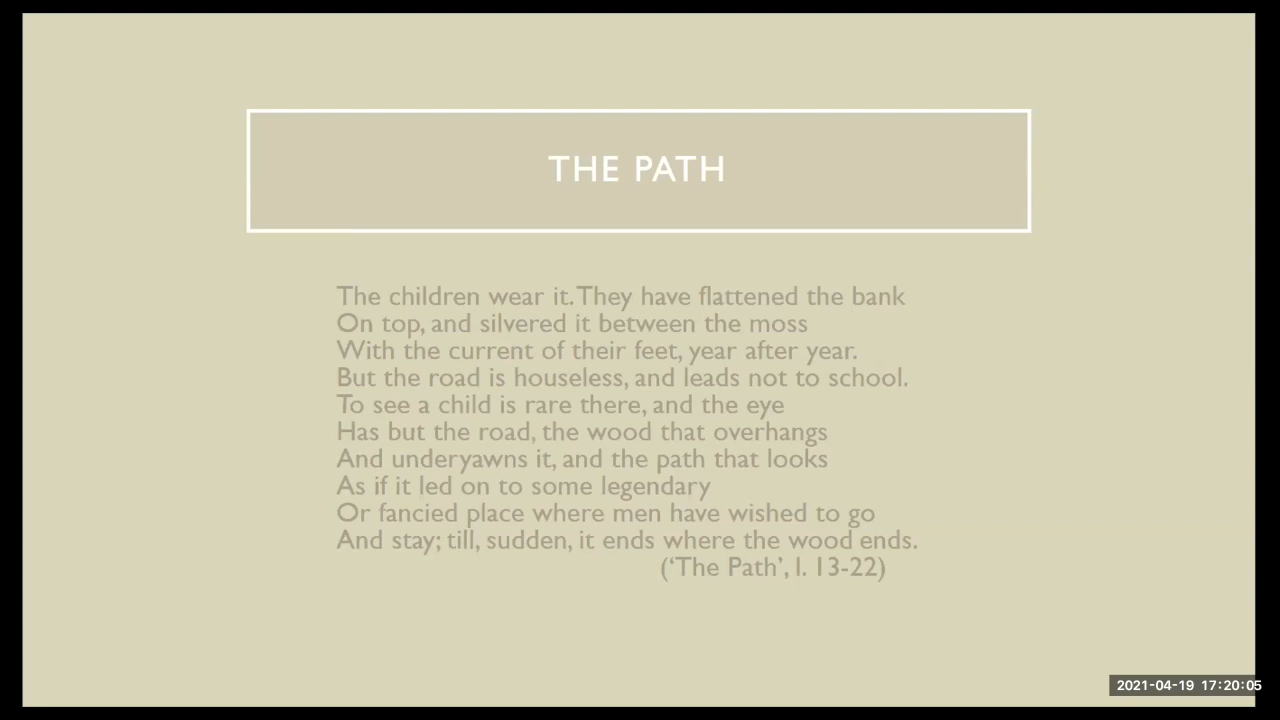 THE PATH
The children wear it. They have flattened the bank
On top, and silvered it between the moss
With the current of their feet, year after year.
But the road is houseless, and leads not to school.
To see a child is rare there, and the eye
Has but the road, the wood that overhangs
And underyawns it, and the path that looks
As if it led on to some legendary
Or fancied place where men have wished to go
And stay; till, sudden, it ends where the wood ends.
(‘The Path’, l. 13-22)
2021-04-19 17:20:05